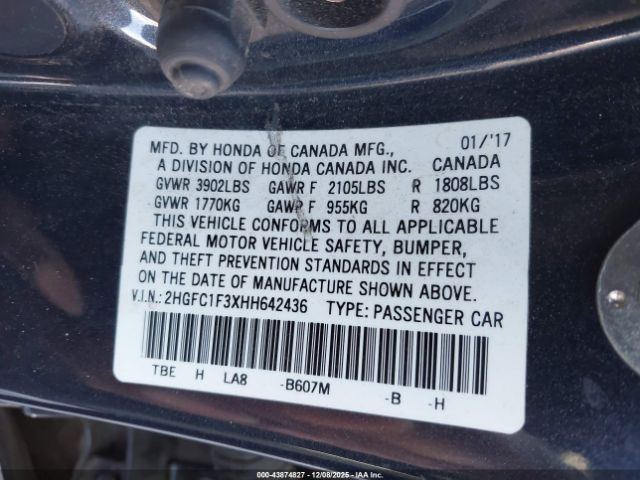 MFD. BY HONDA OF CANADA MFG., 01/'17
A DIVISION OF HONDA CANADA INC. CANADA
GVWR 3902LBS GAWR F 2105LBS R 1808LBS
GVWR 1770KG GAWR F 955KG R 820KG
THIS VEHICLE CONFORMS TO ALL APPLICABLE
FEDERAL MOTOR VEHICLE SAFETY, BUMPER,
AND THEFT PREVENTION STANDARDS IN EFFECT
ON THE DATE OF MANUFACTURE SHOWN ABOVE.
V.I.N.: 2HGFC1F3XHH642436 TYPE: PASSENGER CAR
TBE H LA8 -B607M -B -H
000-43874827 - 12/08/2025 - IAAI.COM